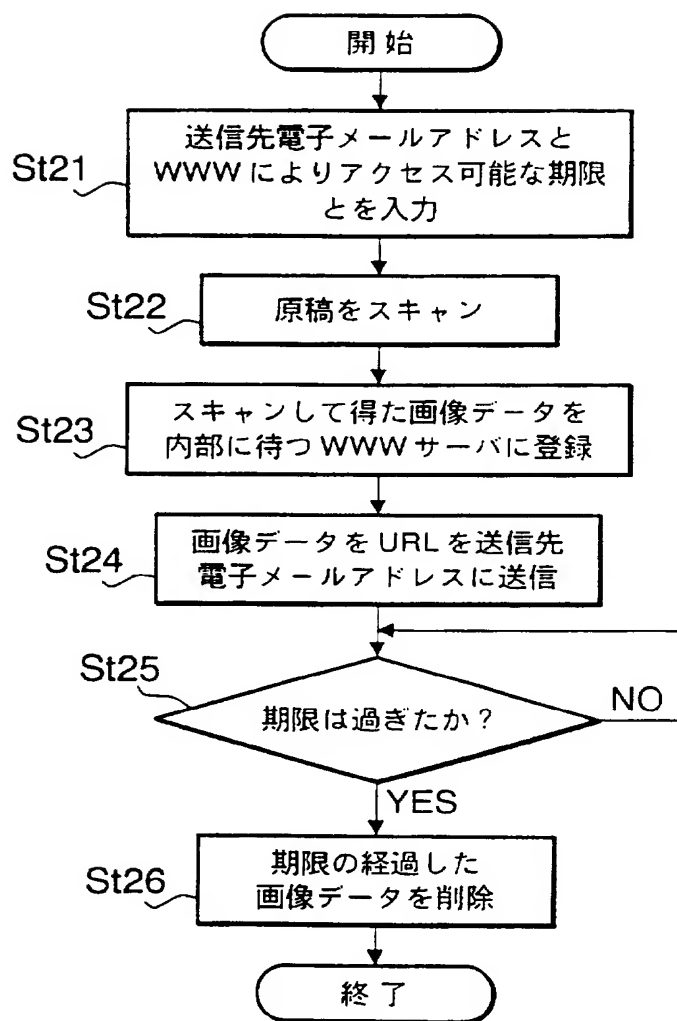 開始
St21
送信先電子メールアドレスと
WWWによりアクセス可能な期限
とを入力
St22
原稿をスキャン
St23
スキャンして得た画像データを
内部に待つWWWサーバに登録
St24
画像データをURLを送信先
電子メールアドレスに送信
St25
期限は過ぎたか?
NO
YES
St26
期限の経過した
画像データを削除
終了